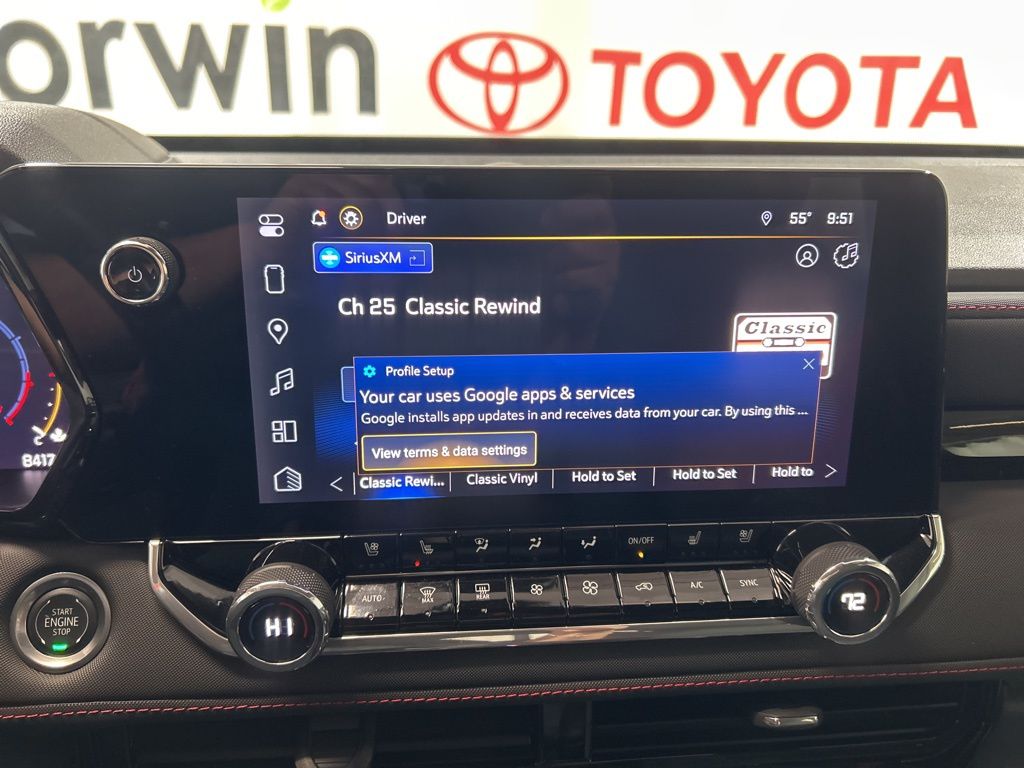 orwin
TOYOTA
Driver
55° 9:51
SiriusXM
Ch 25 Classic Rewind
Classic
Profile Setup
Your car uses Google apps & services
Google installs app updates in and receives data from your car. By using this ...
View terms & data settings
< Classic Rewi... Classic Vinyl Hold to Set Hold to Set Hold to >
8417
ON/OFF
AUTO MAX REAR A/C SYNC
START
ENGINE
STOP
HI
72